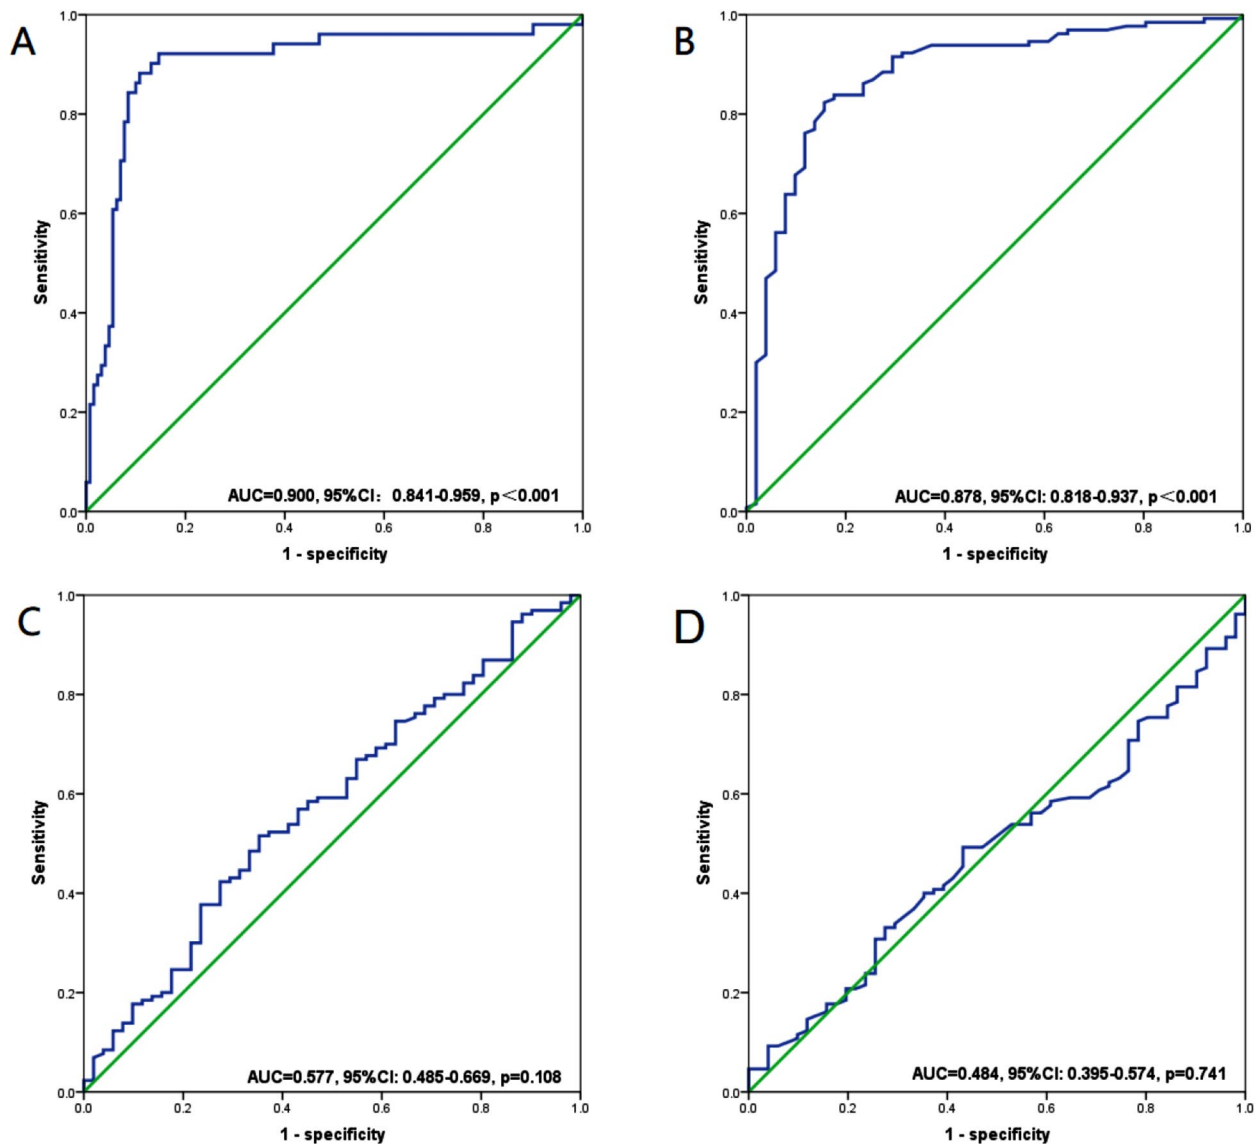 A
1.0
0.8
0.6
0.4
0.2
0.0
Sensitivity
AUC=0.900, 95%CI： 0.841-0.959, p＜0.001
0.0 0.2 0.4 0.6 0.8 1.0
1 - specificity
B
1.0
0.8
0.6
0.4
0.2
0.0
Sensitivity
AUC=0.878, 95%CI: 0.818-0.937, p＜0.001
0.0 0.2 0.4 0.6 0.8 1.0
1 - specificity
C
1.0
0.8
0.6
0.4
0.2
0.0
Sensitivity
AUC=0.577, 95%CI: 0.485-0.669, p=0.108
0.0 0.2 0.4 0.6 0.8 1.0
1 - specificity
D
1.0
0.8
0.6
0.4
0.2
0.0
Sensitivity
AUC=0.484, 95%CI: 0.395-0.574, p=0.741
0.0 0.2 0.4 0.6 0.8 1.0
1 - specificity